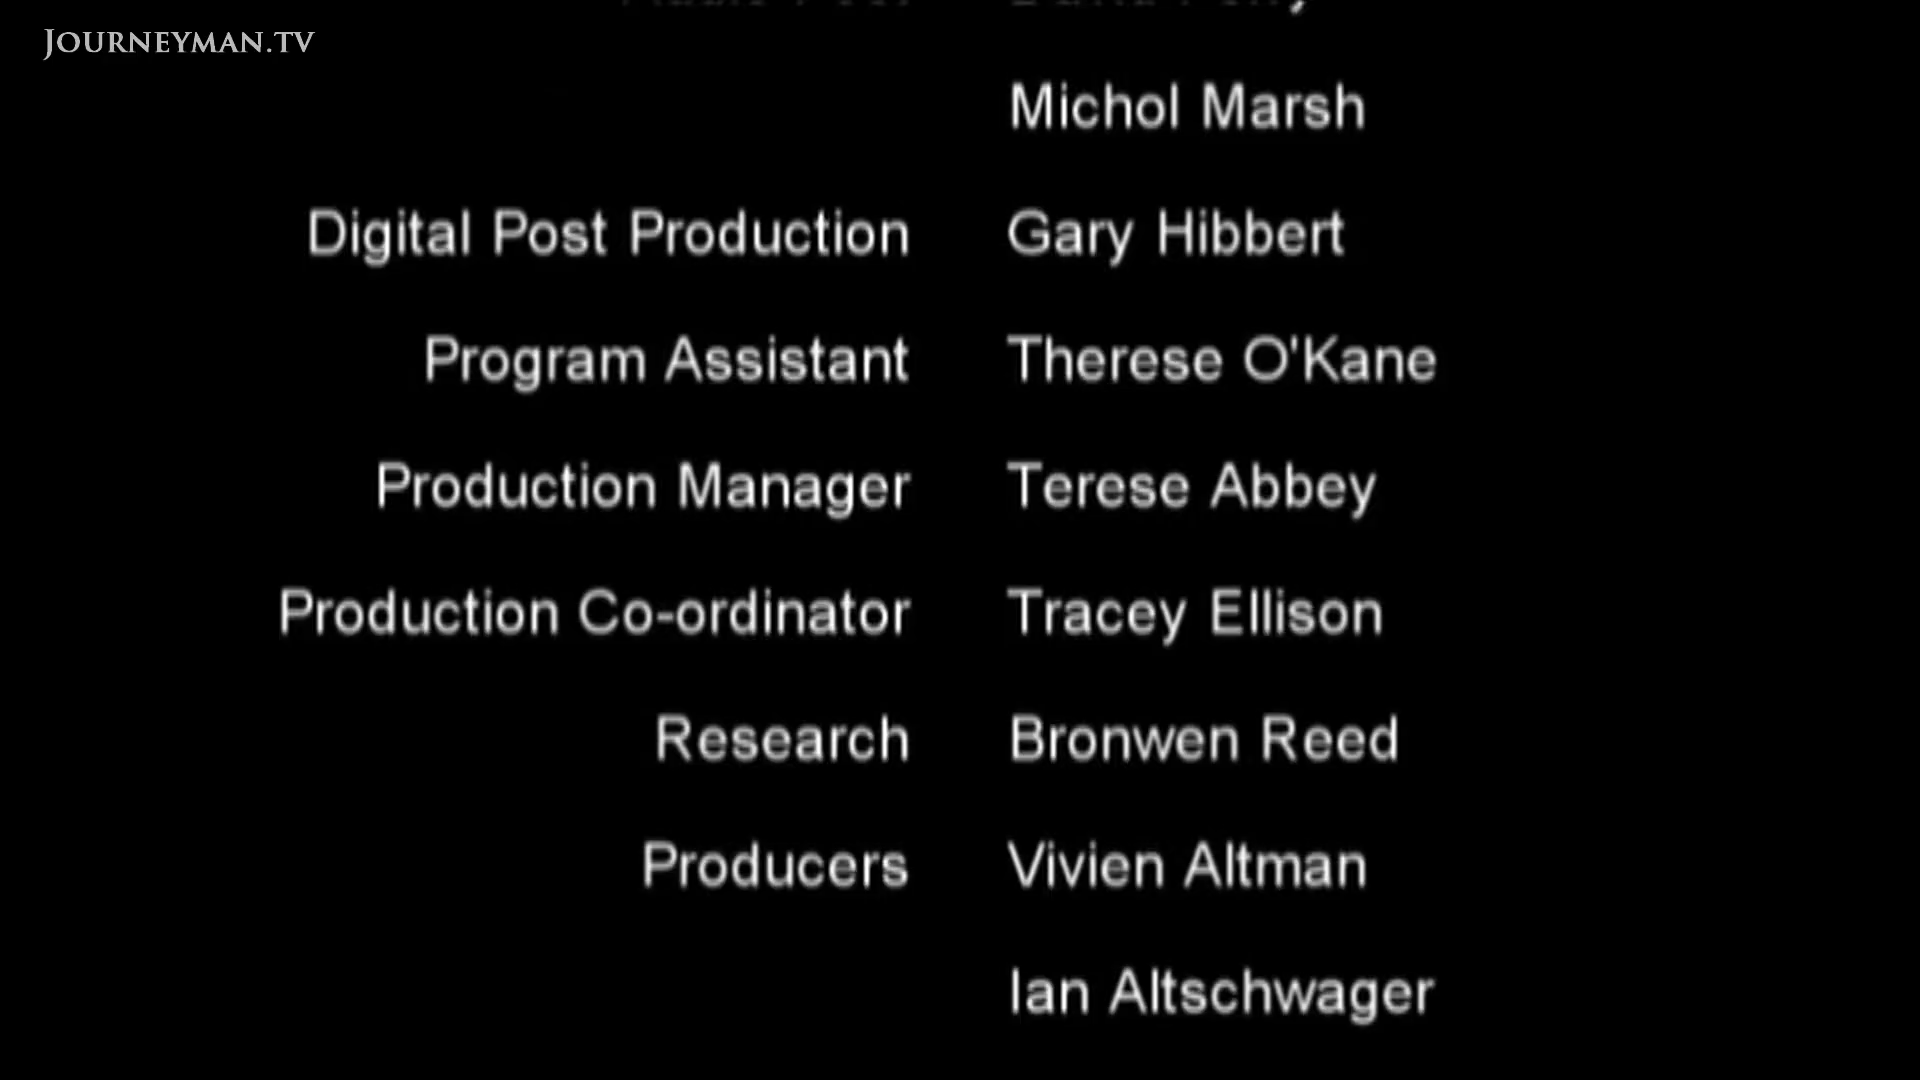 JOURNEYMAN.TV
Michol Marsh
Digital Post Production Gary Hibbert
Program Assistant Therese O'Kane
Production Manager Terese Abbey
Production Co-ordinator Tracey Ellison
Research Bronwen Reed
Producers Vivien Altman
Ian Altschwager